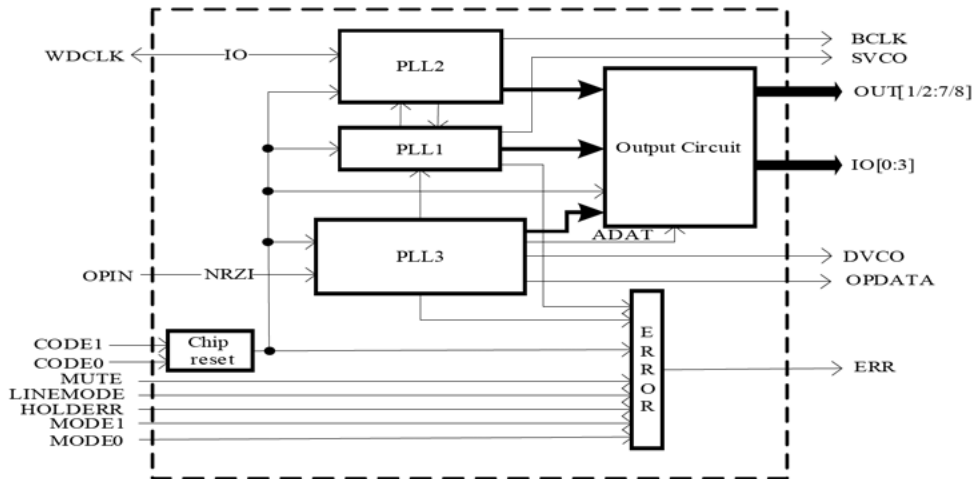 WDCLK
IO
PLL2
BCLK
SVCO
OUT[1/2:7/8]
PLL1
Output Circuit
IO[0:3]
PLL3
ADAT
DVCO
OPIN
NRZI
OPDATA
CODE1
CODE0
Chip
reset
ERROR
ERR
MUTE
LINEMODE
HOLDERR
MODE1
MODE0